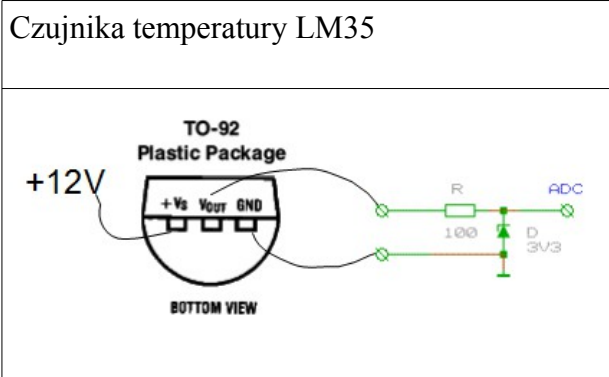 Czujnika temperatury LM35
TO-92
Plastic Package
+12V
+Vs VOUT GND
BOTTOM VIEW
R
100
ADC
D
3V3